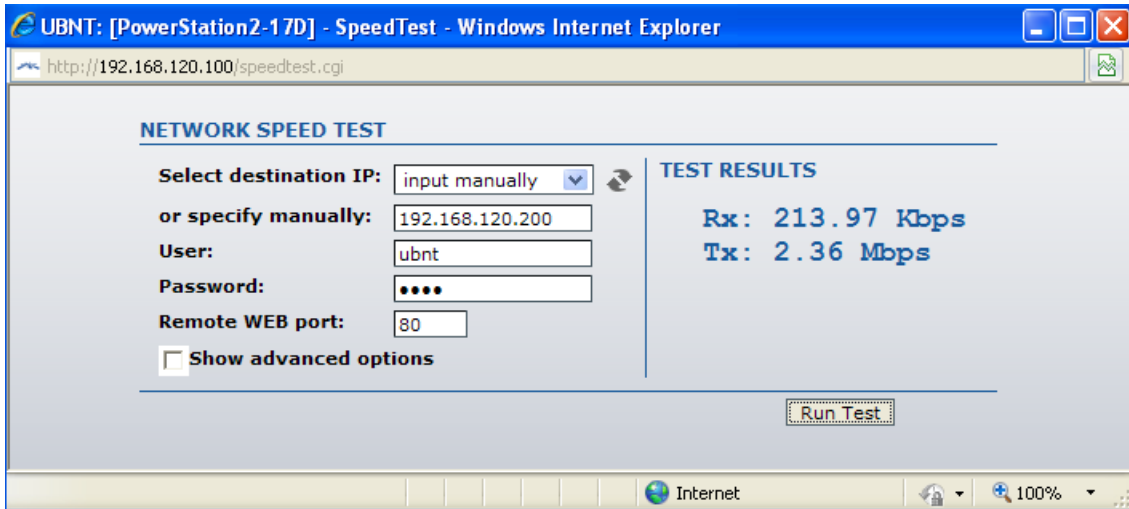 UBNT: [PowerStation2-17D] - SpeedTest - Windows Internet Explorer
http://192.168.120.100/speedtest.cgi
NETWORK SPEED TEST
Select destination IP: input manually
or specify manually: 192.168.120.200
User: ubnt
Password: ••••
Remote WEB port: 80
Show advanced options
TEST RESULTS
Rx: 213.97 Kbps
Tx: 2.36 Mbps
Run Test
Internet 100%